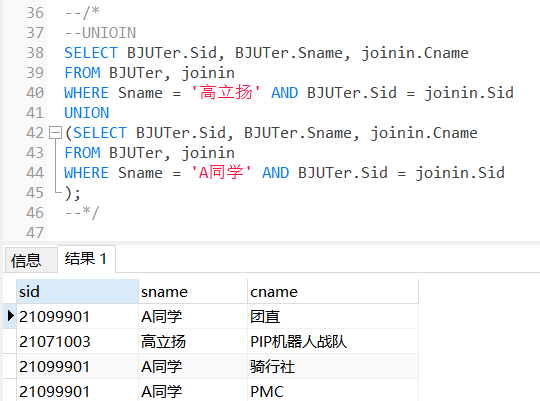 36 --/*
37 --UNIOIN
38 SELECT BJUTer.Sid, BJUTer.Sname, joinin.Cname
39 FROM BJUTer, joinin
40 WHERE Sname = '高立扬' AND BJUTer.Sid = joinin.Sid
41 UNION
42 (SELECT BJUTer.Sid, BJUTer.Sname, joinin.Cname
43 FROM BJUTer, joinin
44 WHERE Sname = 'A同学' AND BJUTer.Sid = joinin.Sid
45 );
46 --*/
47
信息 结果 1
sid sname cname
21099901 A同学 团直
21071003 高立扬 PIP机器人战队
21099901 A同学 骑行社
21099901 A同学 PMC